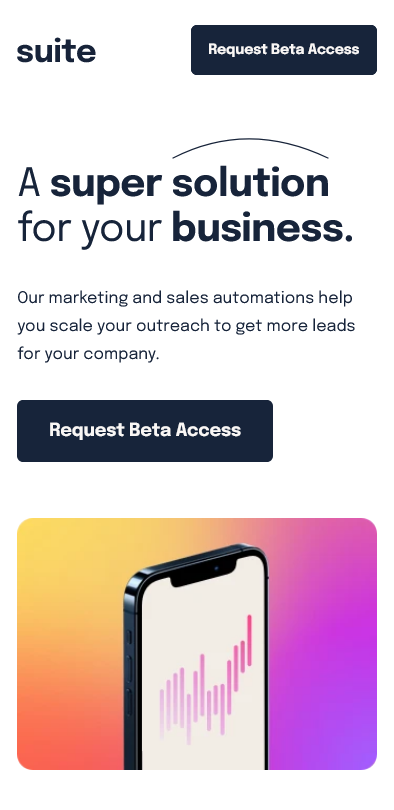 suite
Request Beta Access
A super solution
for your business.
Our marketing and sales automations help
you scale your outreach to get more leads
for your company.
Request Beta Access